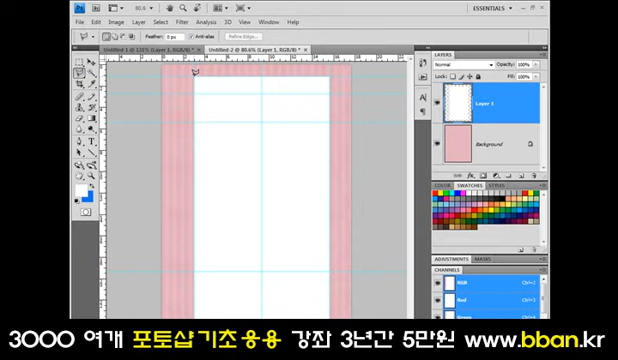 Ps Br 80.6 ESSENTIALS
File Edit Image Layer Select Filter Analysis 3D View Window Help
Feather: 0 px Anti-alias Refine Edge...
Untitled-1 @ 131% (Layer 1, RGB/8) * × Untitled-2 @ 80.6% (Layer 1, RGB/8) * ×
LAYERS
Normal Opacity: 100%
Lock: Fill: 100%
Layer 1
Background
COLOR SWATCHES STYLES
ADJUSTMENTS MASKS
CHANNELS
RGB Ctrl+2
Red Ctrl+3
3000 여개 포토샵기초응용 강좌 3년간 5만원 www.bban.kr